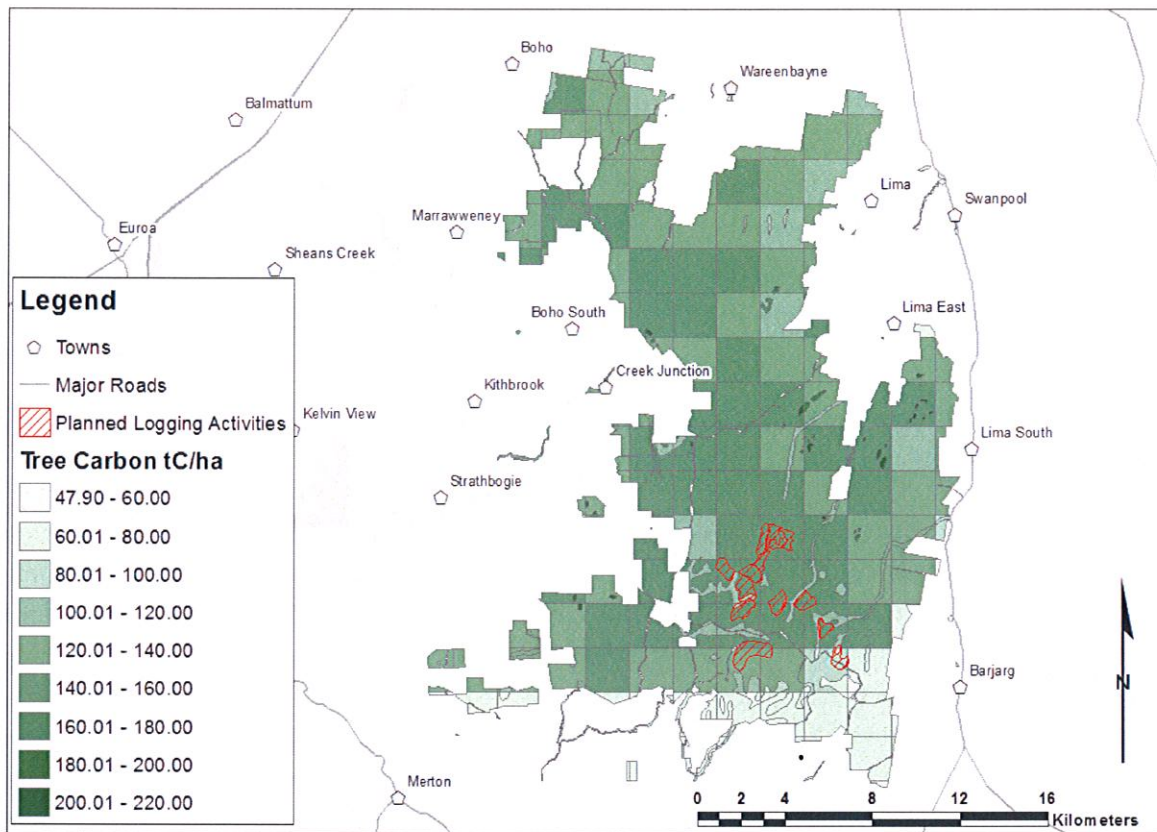 Boho
Wareenbayne
Balmattum
Lima
Swanpool
Marrawweney
Euroa
Sheans Creek
Legend
Towns
Major Roads
Planned Logging Activities
Tree Carbon tC/ha
47.90 - 60.00
60.01 - 80.00
80.01 - 100.00
100.01 - 120.00
120.01 - 140.00
140.01 - 160.00
160.01 - 180.00
180.01 - 200.00
200.01 - 220.00
Lima East
Boho South
Creek Junction
Kithbrook
Kelvin View
Lima South
Strathbogie
Barjarg
N
Merton
0 2 4 8 12 16
Kilometers